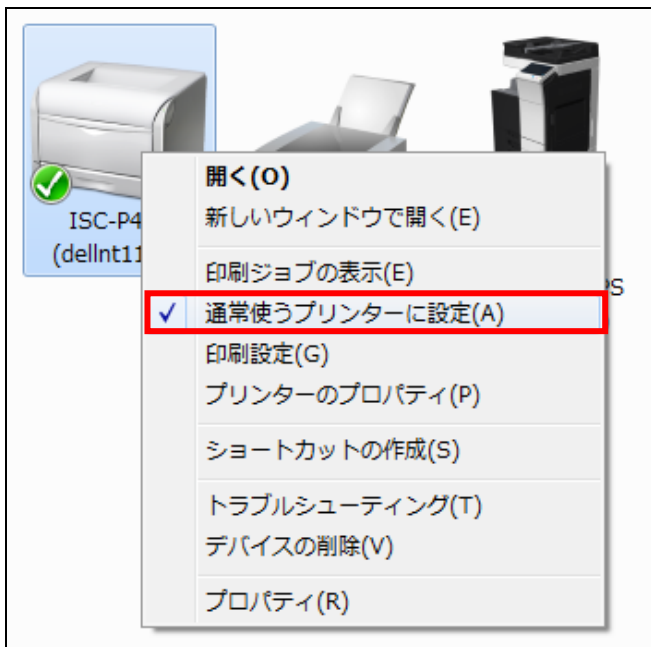 ISC-P4
(dellnt11
PS
開く(O)
新しいウィンドウで開く(E)
印刷ジョブの表示(E)
通常使うプリンターに設定(A)
印刷設定(G)
プリンターのプロパティ(P)
ショートカットの作成(S)
トラブルシューティング(T)
デバイスの削除(V)
プロパティ(R)